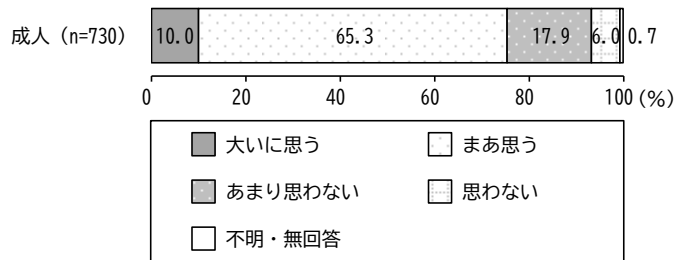 成人（n=730） 10.0 65.3 17.9 6.0 0.7
0 20 40 60 80 100 (%)
大いに思う まあ思う
あまり思わない 思わない
不明・無回答